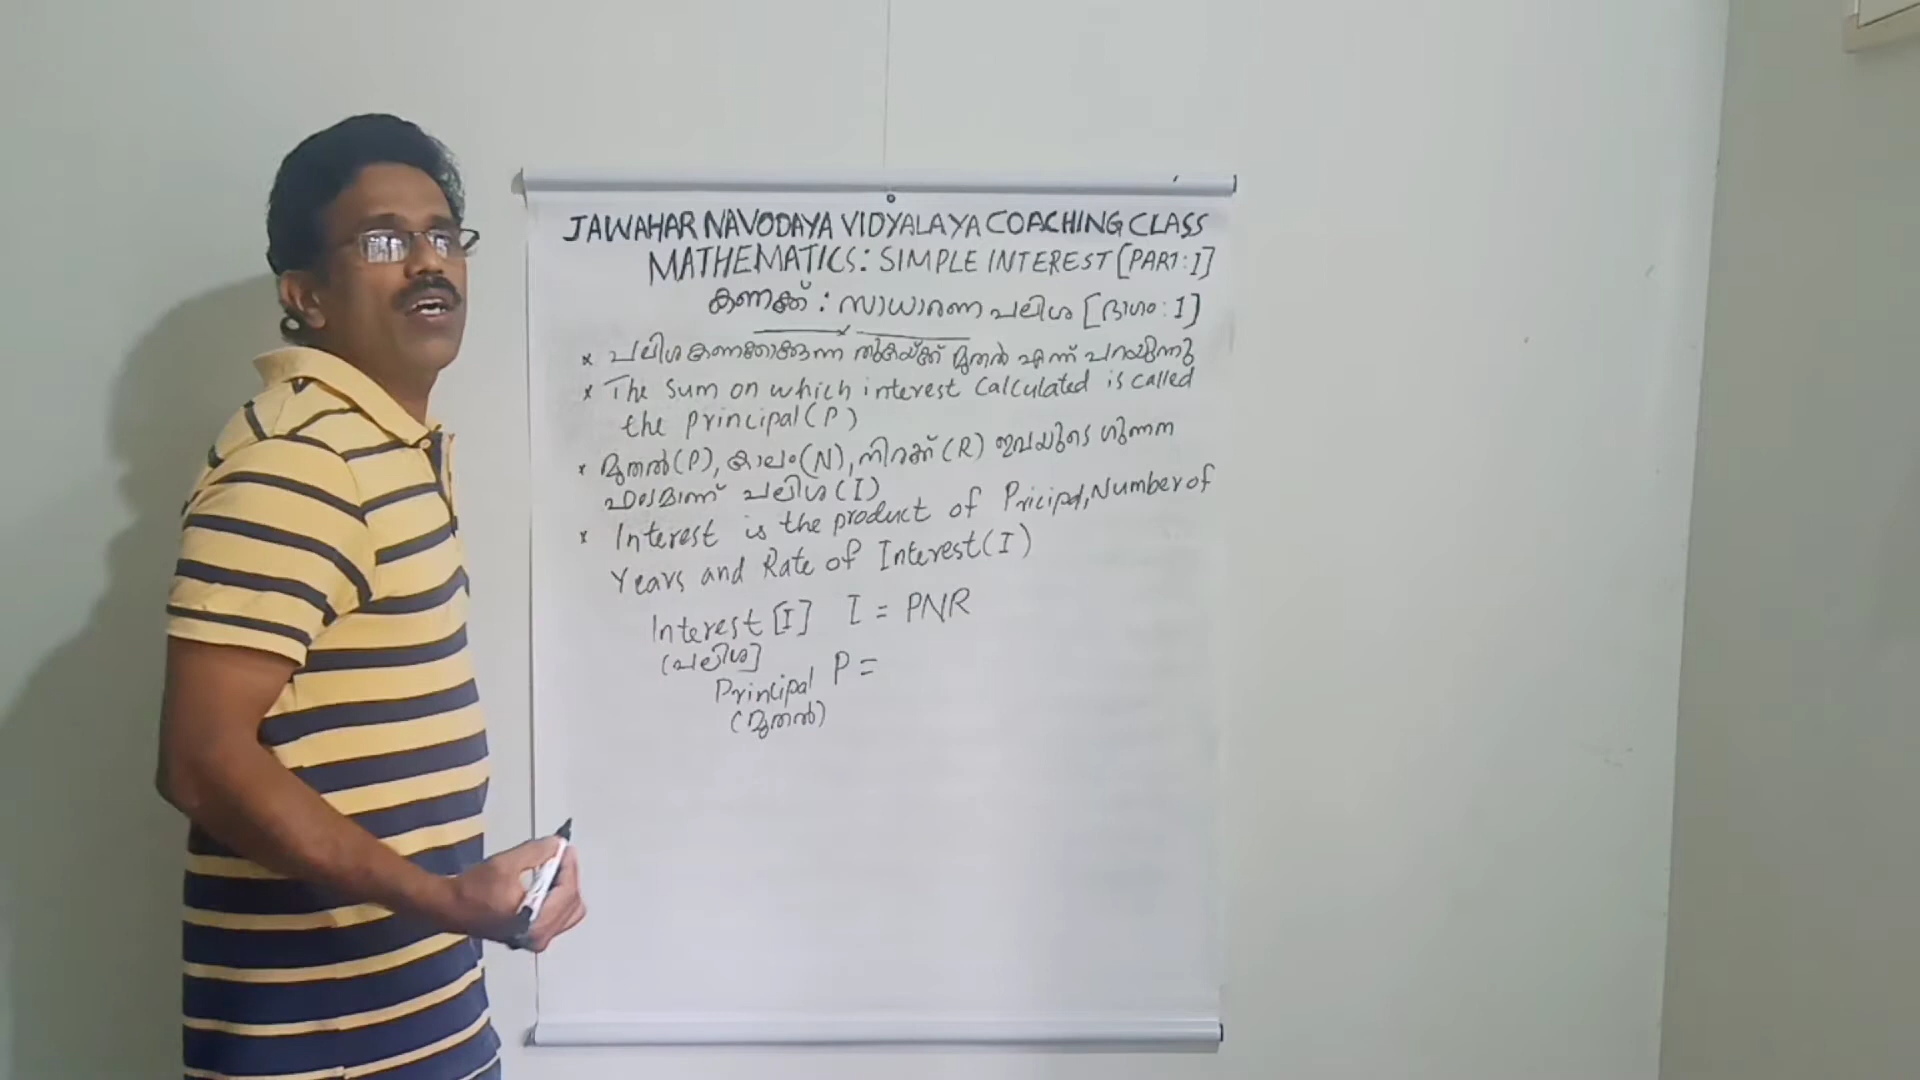 JAWAHAR NAVODAYA VIDYALAYA COACHING CLASS
MATHEMATICS: SIMPLE INTEREST [PART:1]
കണക്ക് : സാധാരണ പലിശ [ഭാഗം : 1]
* പലിശ കണക്കാക്കുന്ന തുകയ്ക്ക് മുതൽ എന്ന് പറയുന്നു
* The sum on which interest Calculated is called
the principal (P)
* മുതൽ (P), കാലം (N), നിരക്ക് (R) ഇവയുടെ ഗുണന
ഫലമാണ് പലിശ (I)
* Interest is the product of Pricipal, Number of
Years and Rate of Interest (I)
Interest [I] I = PNR
(പലിശ]
Principal P =
(മുതൽ)